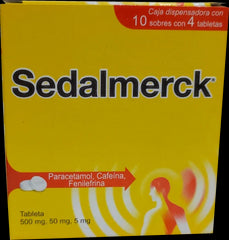 Caja dispensadora con
10 sobres con 4 tabletas
Sedalmerck®
Paracetamol, Cafeína,
Fenilefrina
Tableta
500 mg, 50 mg, 5 mg